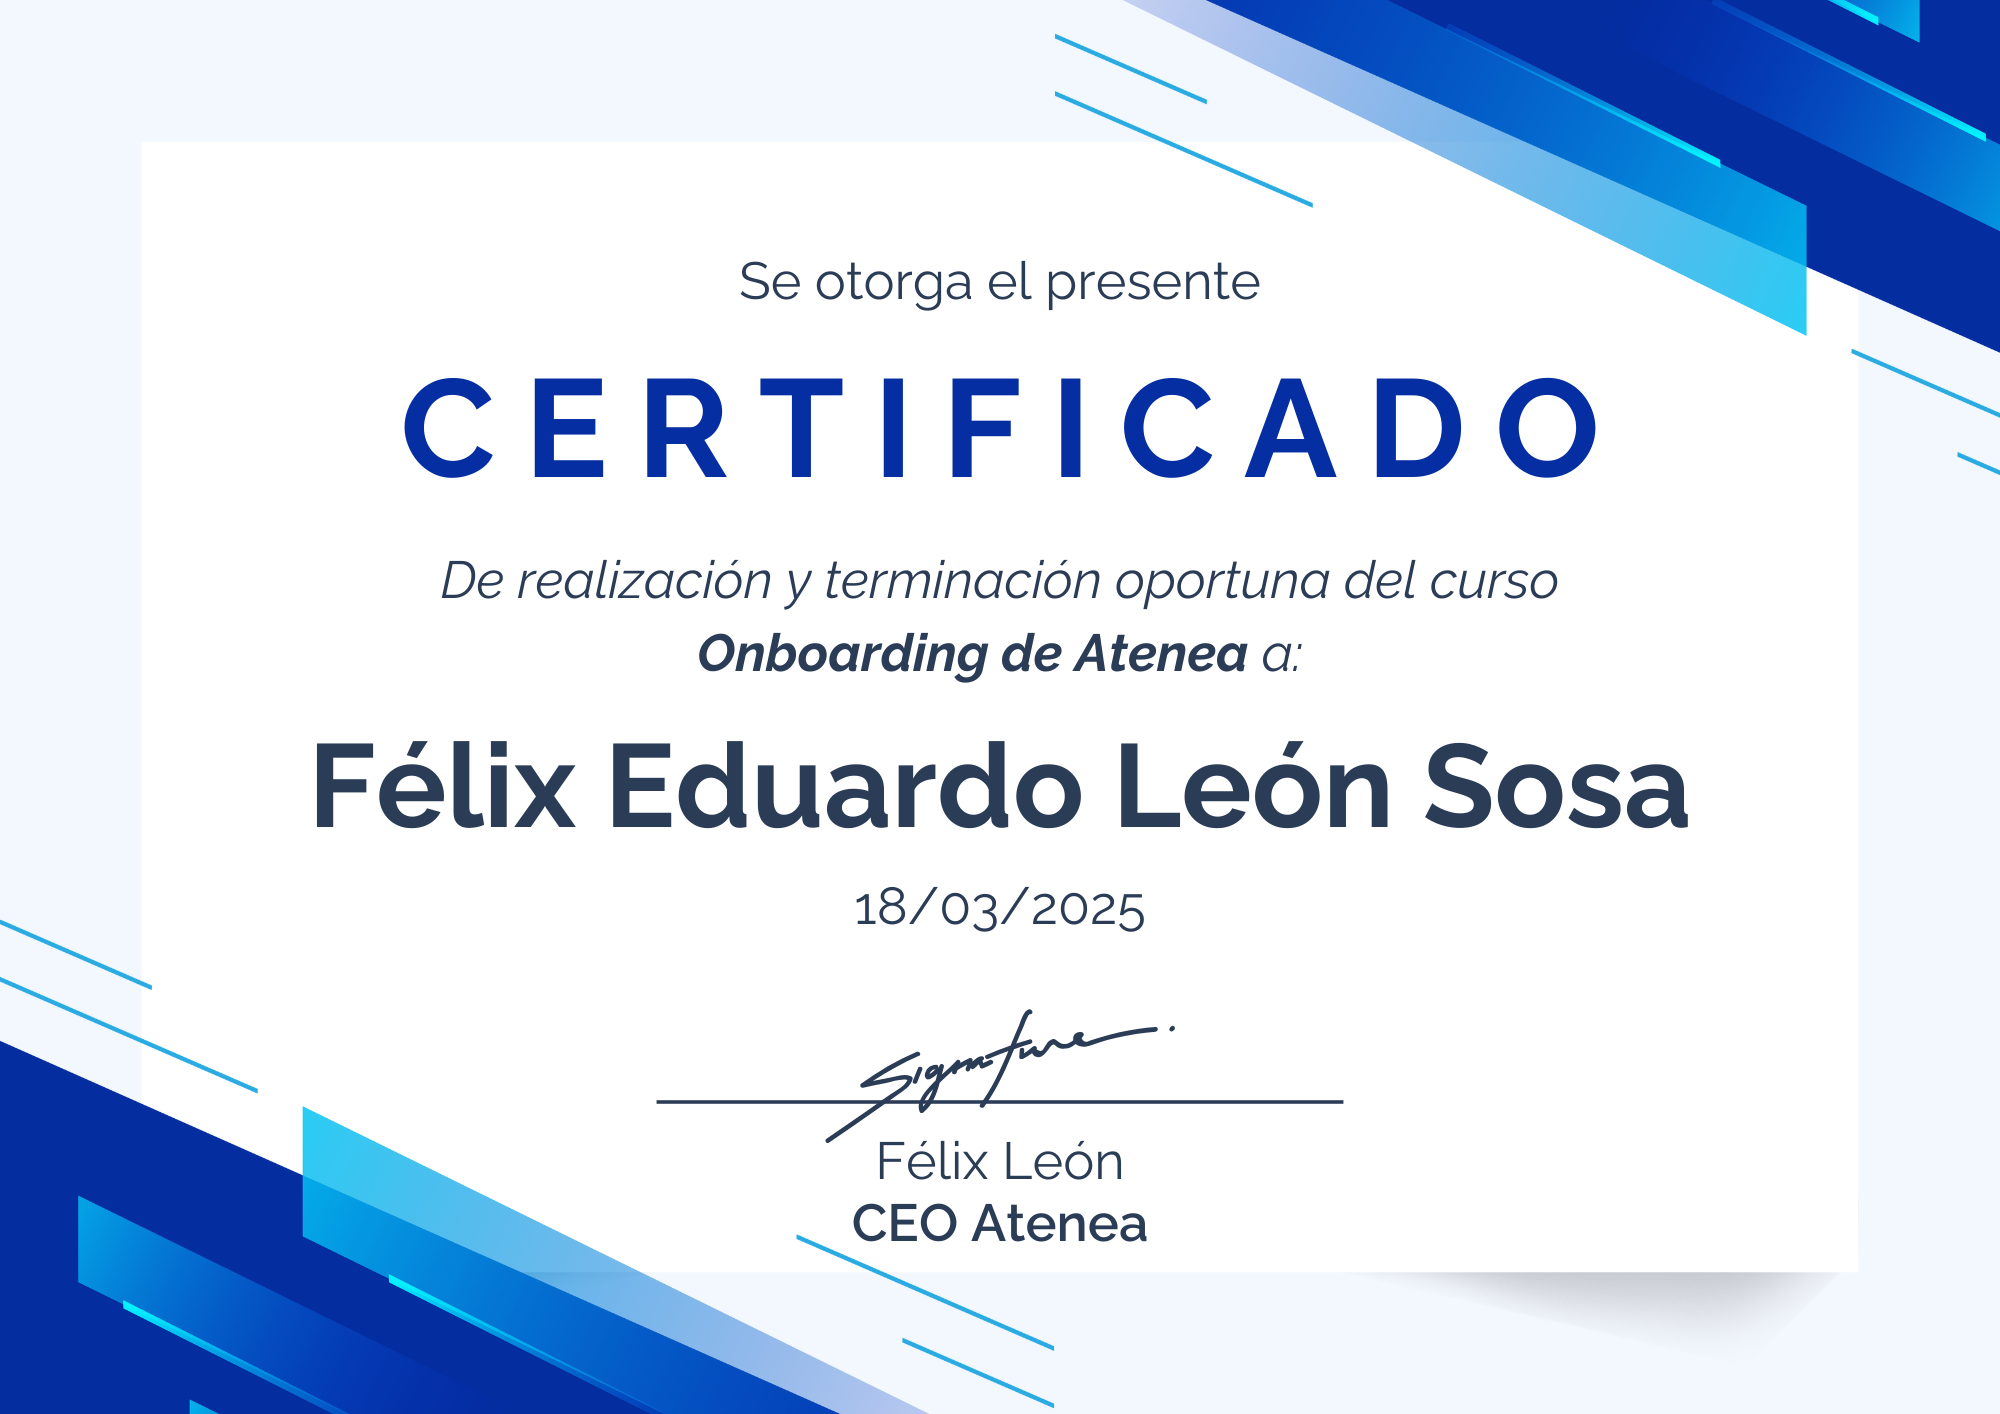 Se otorga el presente
CERTIFICADO
De realización y terminación oportuna del curso
Onboarding de Atenea a:
Félix Eduardo León Sosa
18/03/2025
Signature
Félix León
CEO Atenea